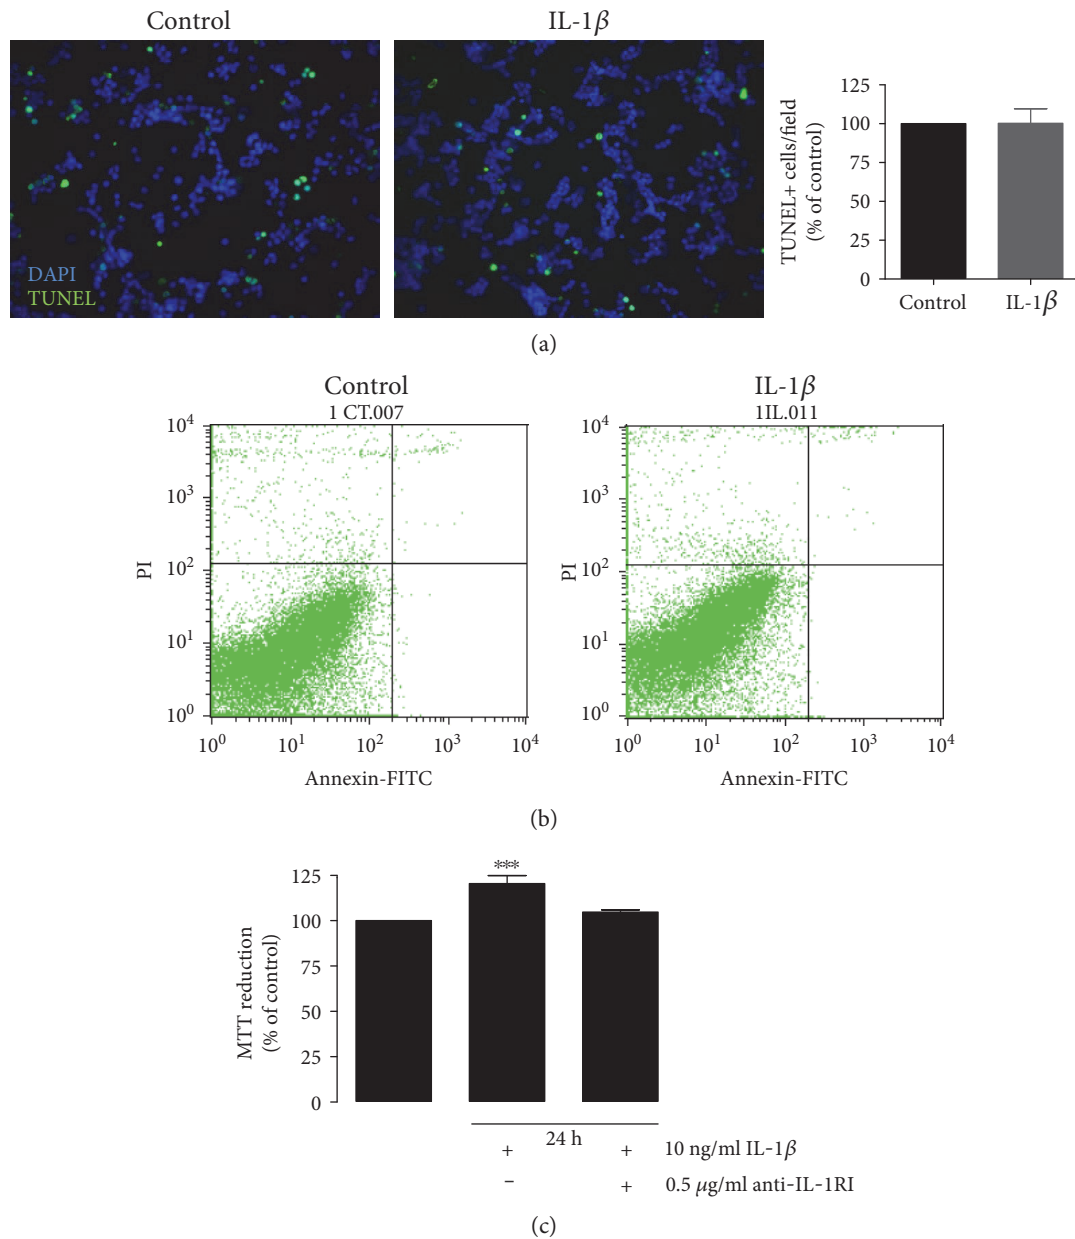 Control
IL-1β
DAPI
TUNEL
TUNEL+ cells/field
(% of control)
125
100
75
50
25
0
Control
IL-1β
(a)
Control
1 CT.007
PI
10⁴
10³
10²
10¹
10⁰
10⁰ 10¹ 10² 10³ 10⁴
Annexin-FITC
IL-1β
1IL.011
PI
10⁴
10³
10²
10¹
10⁰
10⁰ 10¹ 10² 10³ 10⁴
Annexin-FITC
(b)
MTT reduction
(% of control)
125
100
75
50
25
0
***
24 h
+ + 10 ng/ml IL-1β
− + 0.5 μg/ml anti-IL-1RI
(c)